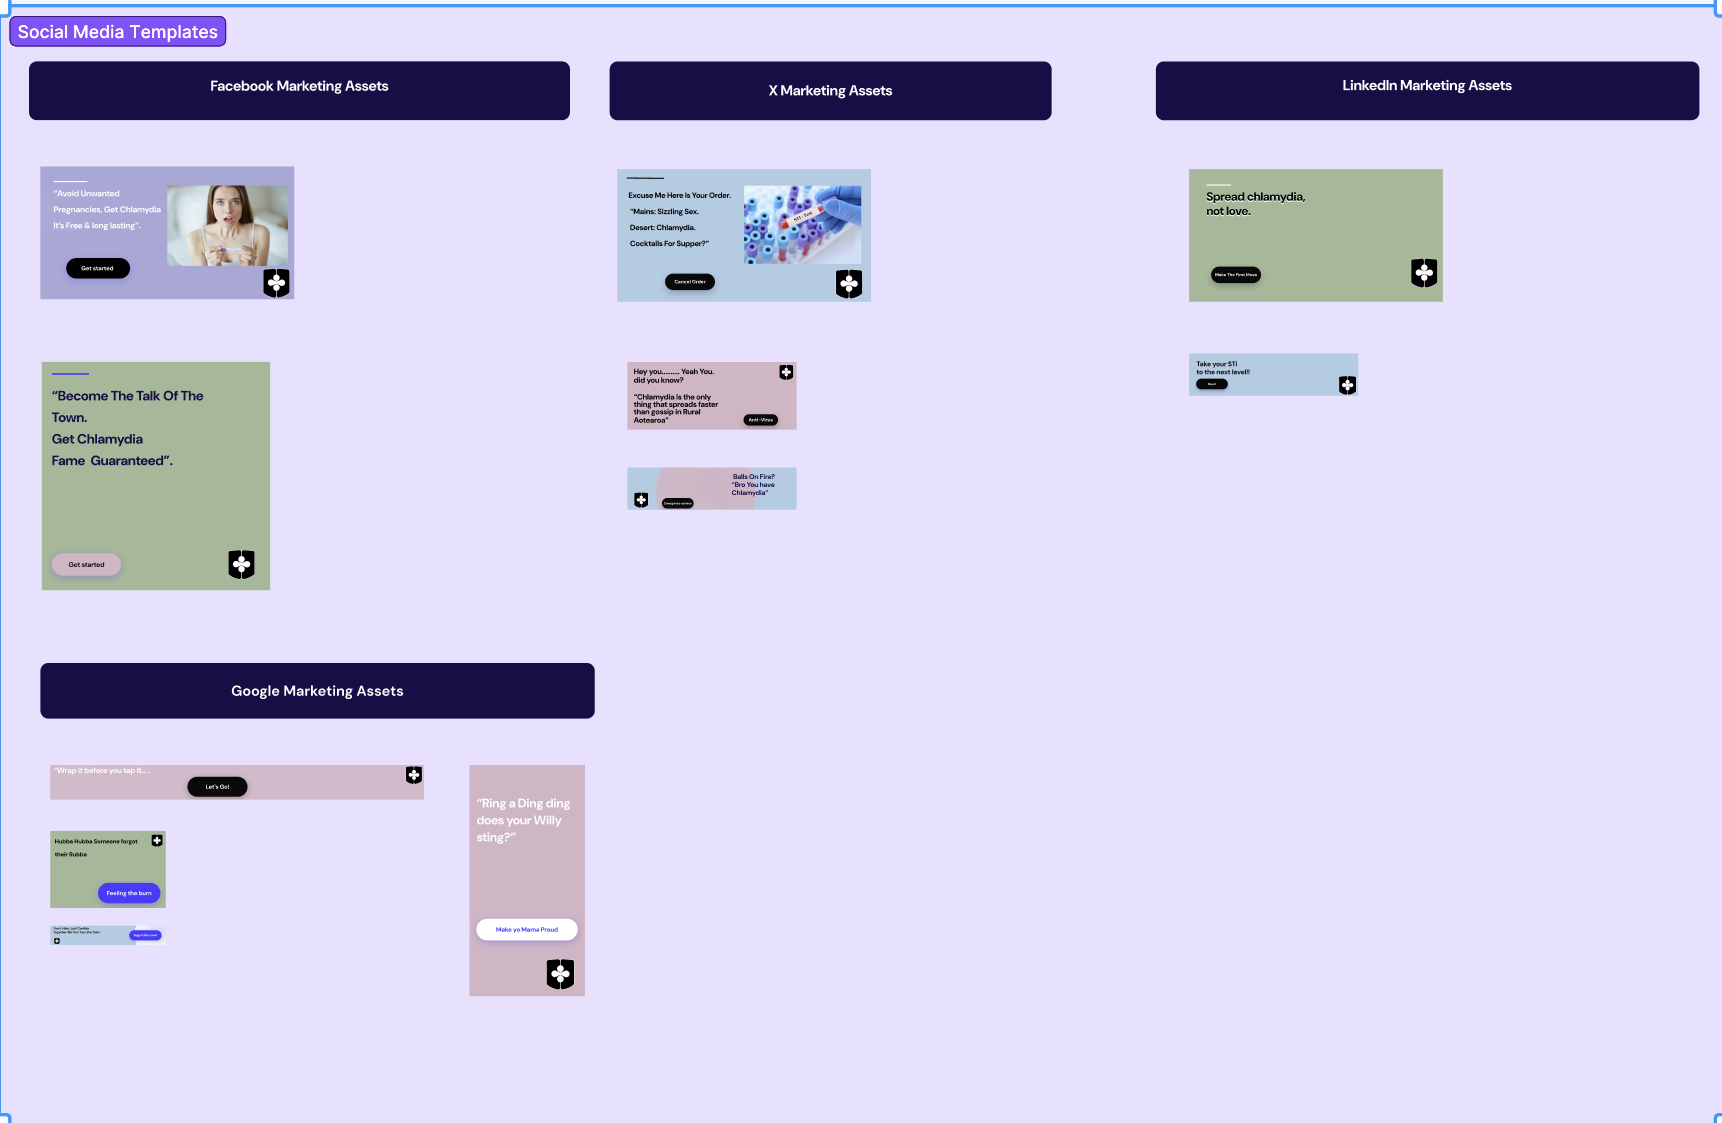 Social Media Templates
Facebook Marketing Assets
X Marketing Assets
LinkedIn Marketing Assets
“Avoid Unwanted
Pregnancies, Get Chlamydia
It’s Free & long lasting”.
Get started
“Become The Talk Of The
Town.
Get Chlamydia
Fame Guaranteed”.
Get started
Excuse Me Here Is Your Order.
“Mains: Sizzling Sex.
Desert: Chlamydia.
Cocktails For Supper?”
STI - Test
Cancel Order
Hey you.......... Yeah You.
did you know?
“Chlamydia is the only
thing that spreads faster
than gossip in Rural
Aotearoa”
Anti-Virus
Balls On Fire?
“Bro You have
Chlamydia”
Spread chlamydia,
not love.
Make The First Move
Take your STi
to the next level!!
Google Marketing Assets
“Wrap it before you tap it... .
Let’s Go!
Hubba Hubba Someone forgot
their Rubba
Feeling the burn
“Ring a Ding ding
does your Willy
sting?”
Make yo Mama Proud